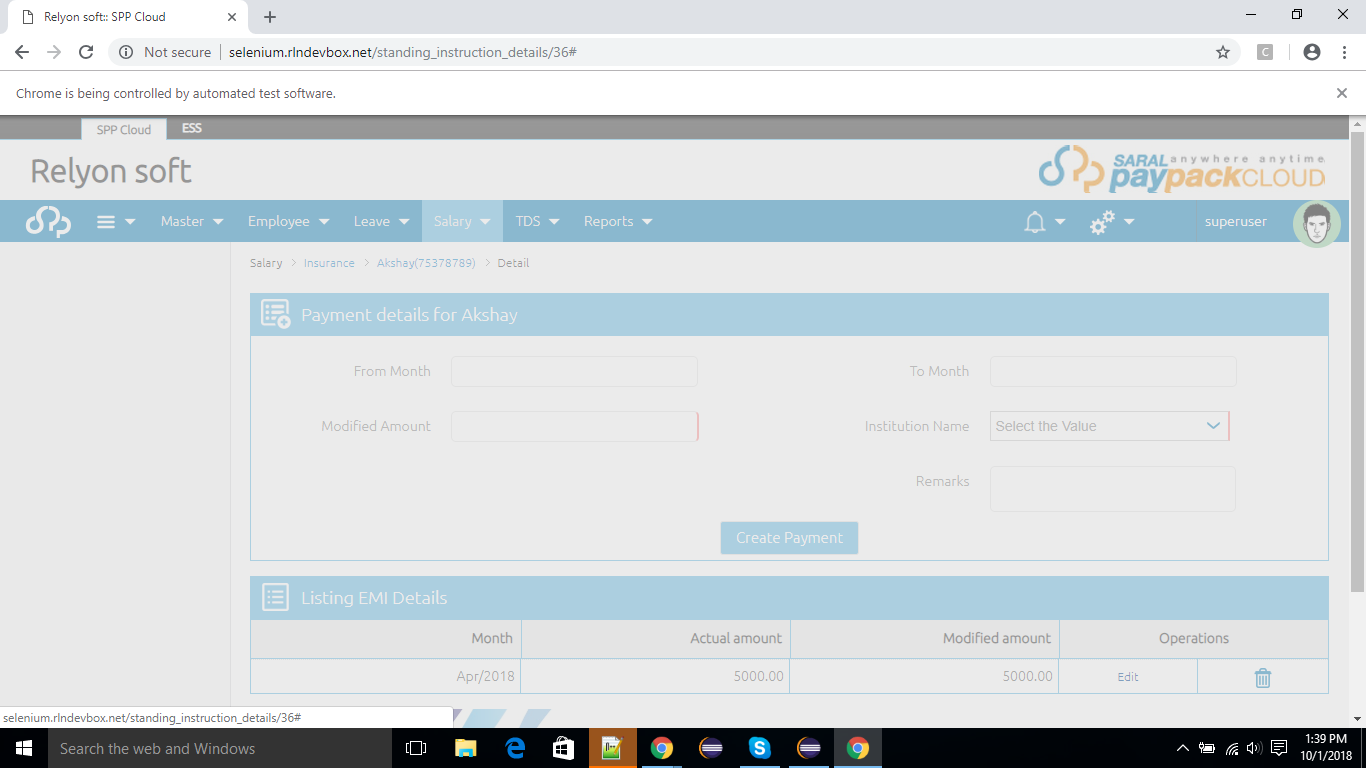 Relyon soft:: SPP Cloud
Not secure selenium.rlndevbox.net/standing_instruction_details/36#
C
Chrome is being controlled by automated test software.
SPP Cloud ESS
Relyon soft
SARAL anywhere anytime
paypackCLOUD
Master Employee Leave Salary TDS Reports superuser
Salary > Insurance > Akshay(75378789) > Detail
Payment details for Akshay
From Month To Month
Modified Amount Institution Name Select the Value
Remarks
Create Payment
Listing EMI Details
Month Actual amount Modified amount Operations
Apr/2018 5000.00 5000.00 Edit
selenium.rlndevbox.net/standing_instruction_details/36#
Search the web and Windows
1:39 PM
10/1/2018